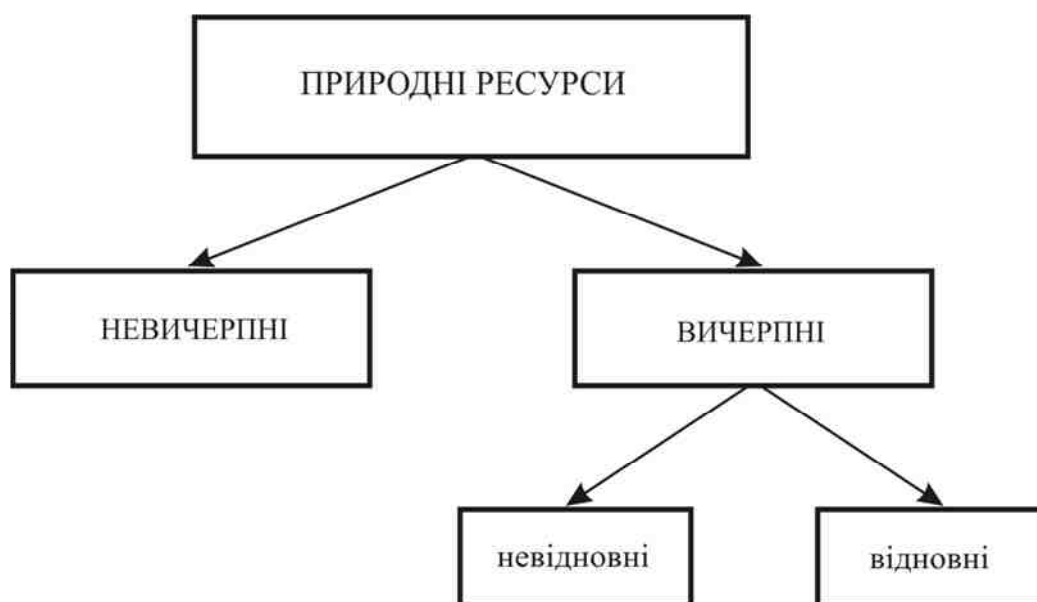 ПРИРОДНІ РЕСУРСИ
НЕВИЧЕРПНІ
ВИЧЕРПНІ
невідновні
відновні